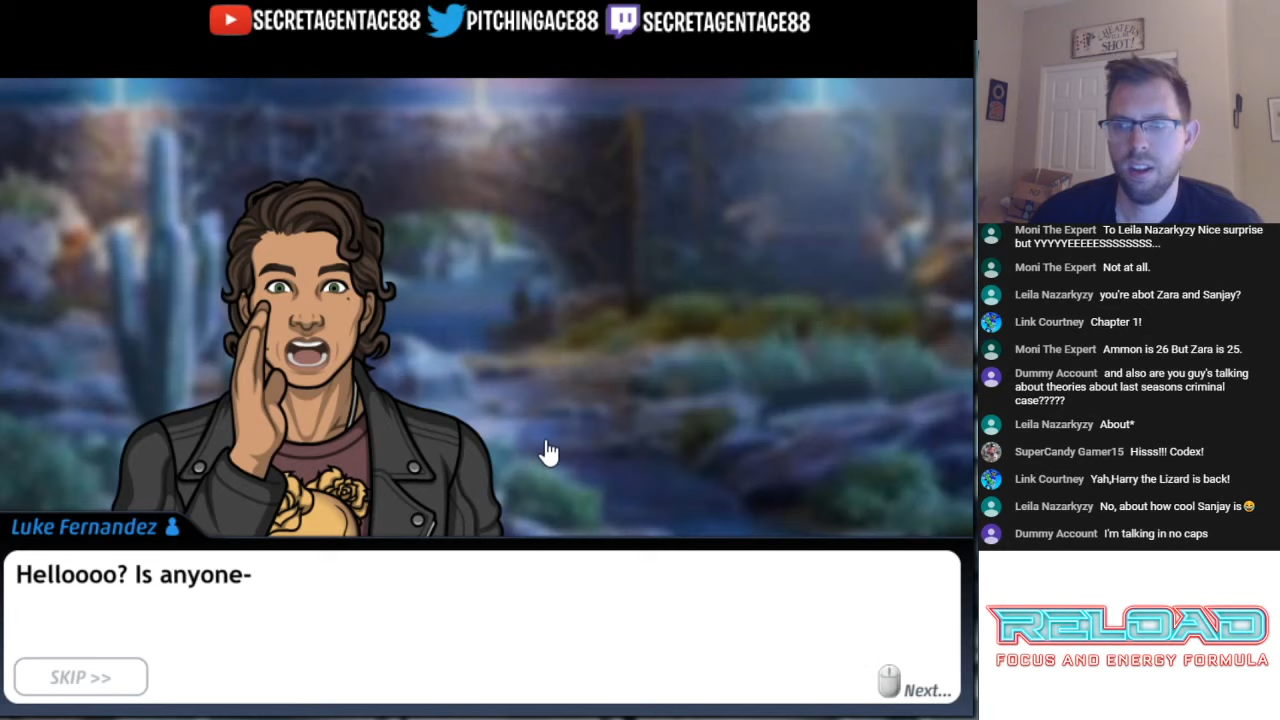 SECRETAGENTACE88 PITCHINGACE88 SECRETAGENTACE88
CHEATERS
WILL BE
SHOT!
Moni The Expert To Leila Nazarkyzy Nice surprise
but YYYYYEEEEESSSSSSSS...
Moni The Expert Not at all.
Leila Nazarkyzy you're abot Zara and Sanjay?
Link Courtney Chapter 1!
Moni The Expert Ammon is 26 But Zara is 25.
Dummy Account and also are you guy's talking
about theories about last seasons criminal
case?????
Leila Nazarkyzy About*
SuperCandy Gamer15 Hisss!!! Codex!
Link Courtney Yah,Harry the Lizard is back!
Leila Nazarkyzy No, about how cool Sanjay is😅
Dummy Account I'm talking in no caps
Luke Fernandez
Helloooo? Is anyone-
SKIP >>
Next...
RELOAD
FOCUS AND ENERGY FORMULA